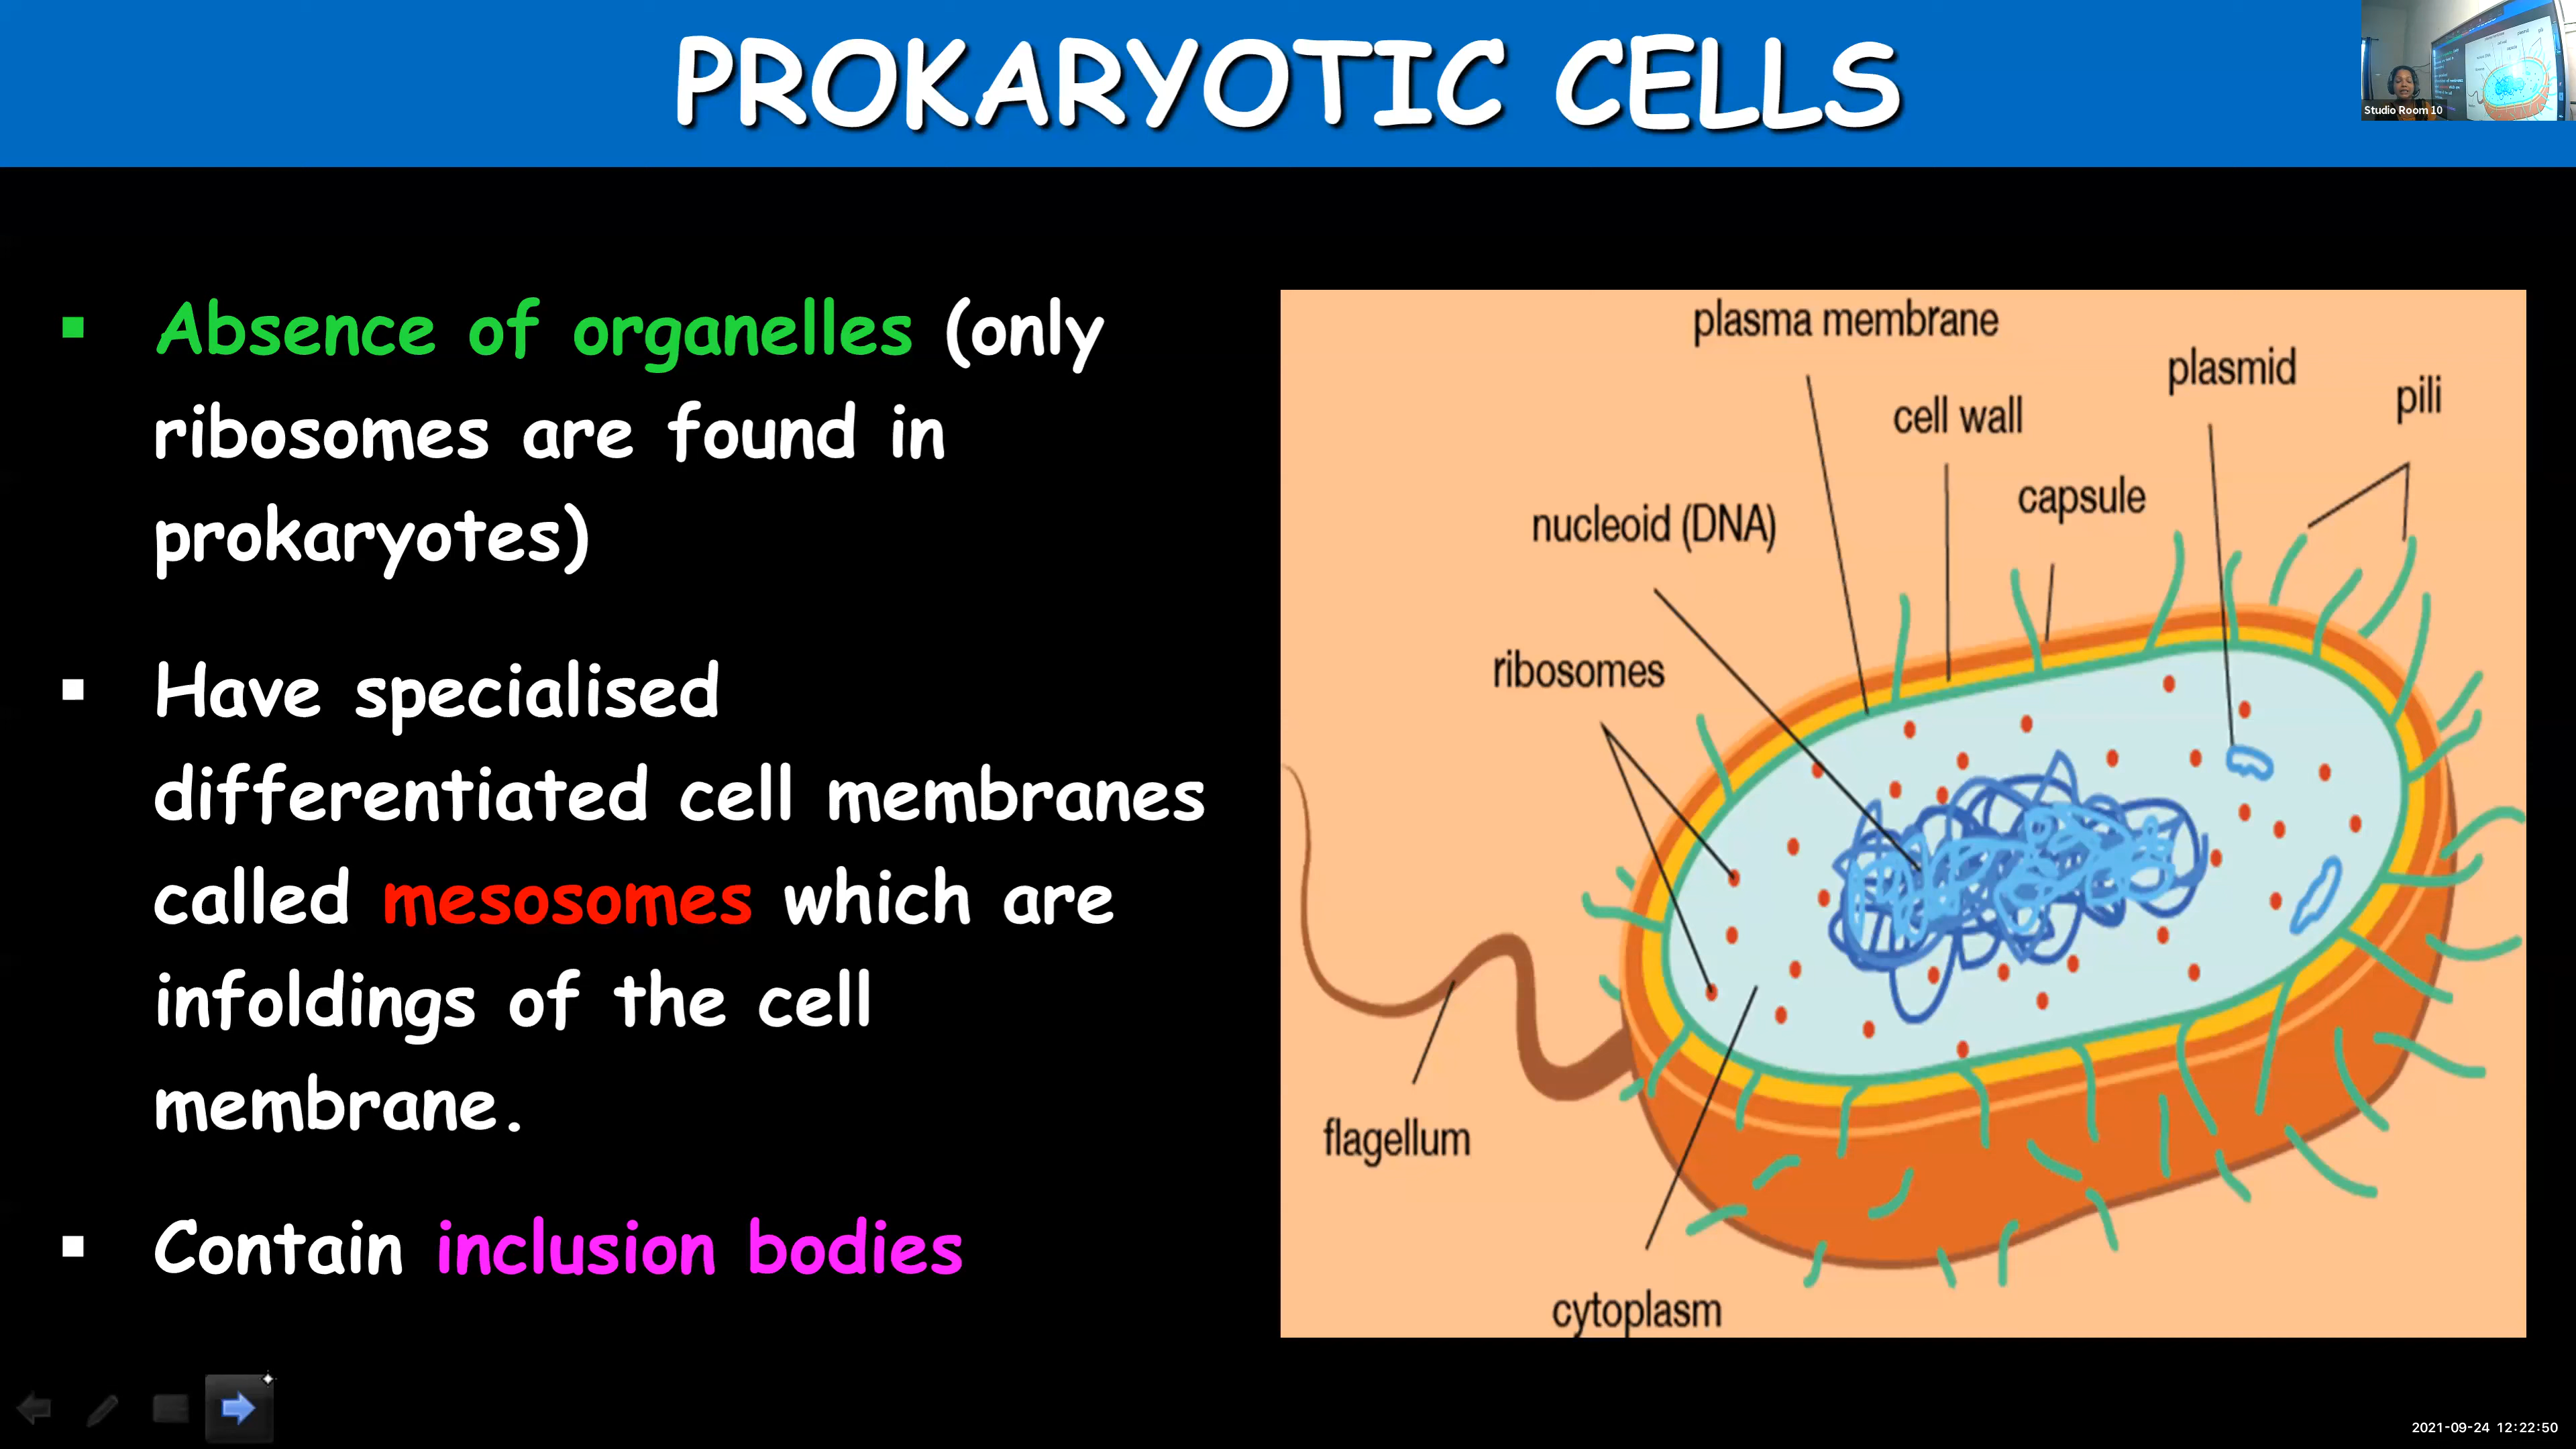 PROKARYOTIC CELLS
Studio Room 10
▪ Absence of organelles (only
ribosomes are found in
prokaryotes)
▪ Have specialised
differentiated cell membranes
called mesosomes which are
infoldings of the cell
membrane.
▪ Contain inclusion bodies
plasma membrane
plasmid
pili
cell wall
capsule
nucleoid (DNA)
ribosomes
flagellum
cytoplasm
2021-09-24 12:22:50